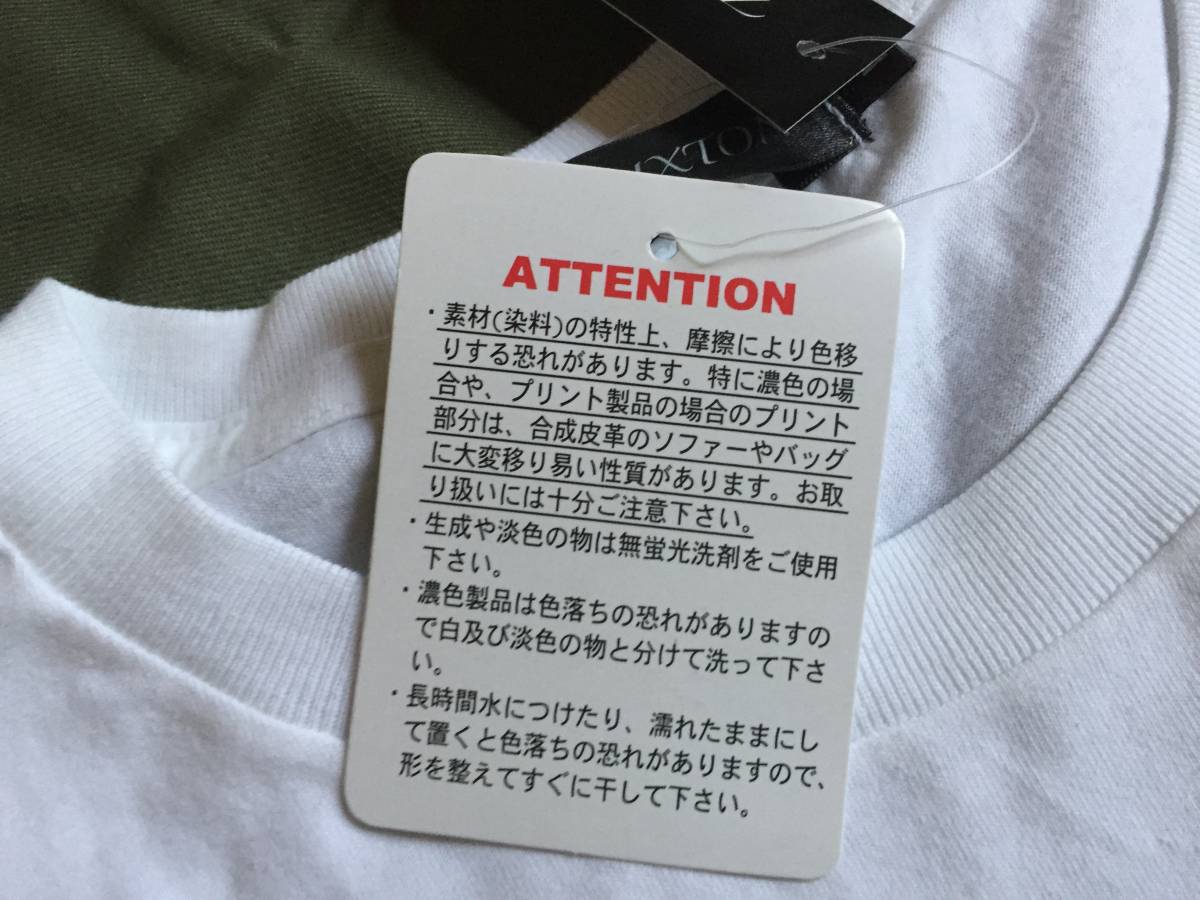 ATTENTION
・素材(染料)の特性上、摩擦により色移
りする恐れがあります。特に濃色の場
合や、プリント製品の場合のプリント
部分は、合成皮革のソファーやバッグ
に大変移り易い性質があります。お取
り扱いには十分ご注意下さい。
・生成や淡色の物は無蛍光洗剤をご使用
下さい。
・濃色製品は色落ちの恐れがありますの
で白及び淡色の物と分けて洗って下さ
い。
・長時間水につけたり、濡れたままにし
て置くと色落ちの恐れがありますので、
形を整えてすぐに干して下さい。